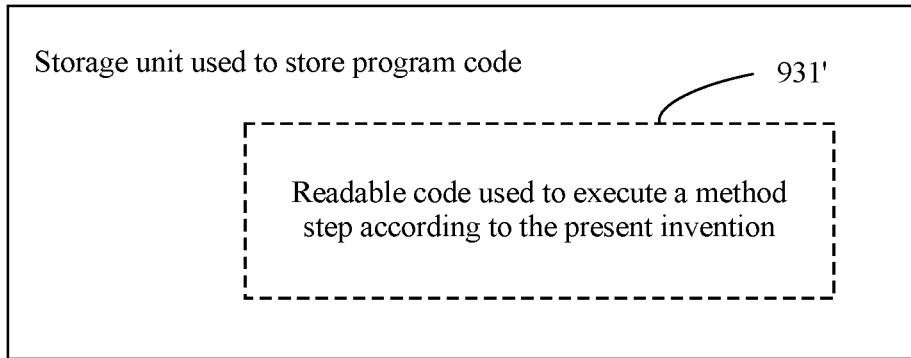 Storage unit used to store program code
931'
Readable code used to execute a method
step according to the present invention